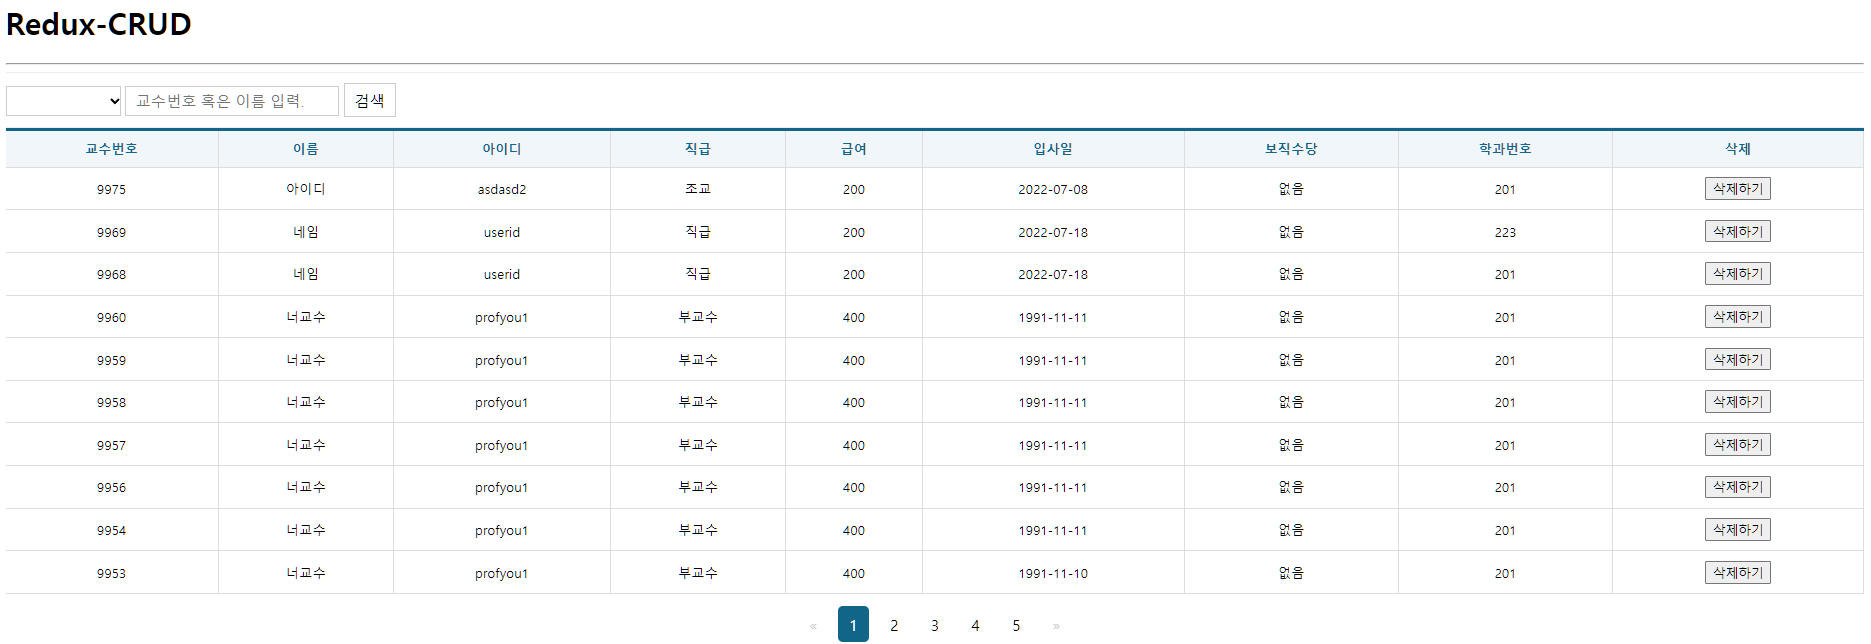 Redux-CRUD
교수번호 혹은 이름 입력. 검색
교수번호 이름 아이디 직급 급여 입사일 보직수당 학과번호 삭제
9975 아이디 asdasd2 조교 200 2022-07-08 없음 201 삭제하기
9969 네임 userid 직급 200 2022-07-18 없음 223 삭제하기
9968 네임 userid 직급 200 2022-07-18 없음 201 삭제하기
9960 너교수 profyou1 부교수 400 1991-11-11 없음 201 삭제하기
9959 너교수 profyou1 부교수 400 1991-11-11 없음 201 삭제하기
9958 너교수 profyou1 부교수 400 1991-11-11 없음 201 삭제하기
9957 너교수 profyou1 부교수 400 1991-11-11 없음 201 삭제하기
9956 너교수 profyou1 부교수 400 1991-11-11 없음 201 삭제하기
9954 너교수 profyou1 부교수 400 1991-11-11 없음 201 삭제하기
9953 너교수 profyou1 부교수 400 1991-11-10 없음 201 삭제하기
« 1 2 3 4 5 »